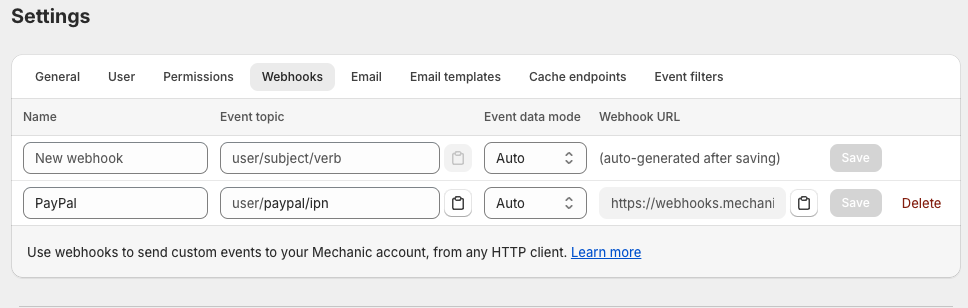 Settings
General User Permissions Webhooks Email Email templates Cache endpoints Event filters
Name Event topic Event data mode Webhook URL
New webhook user/subject/verb Auto (auto-generated after saving) Save
PayPal user/paypal/ipn Auto https://webhooks.mechani Save Delete
Use webhooks to send custom events to your Mechanic account, from any HTTP client. Learn more